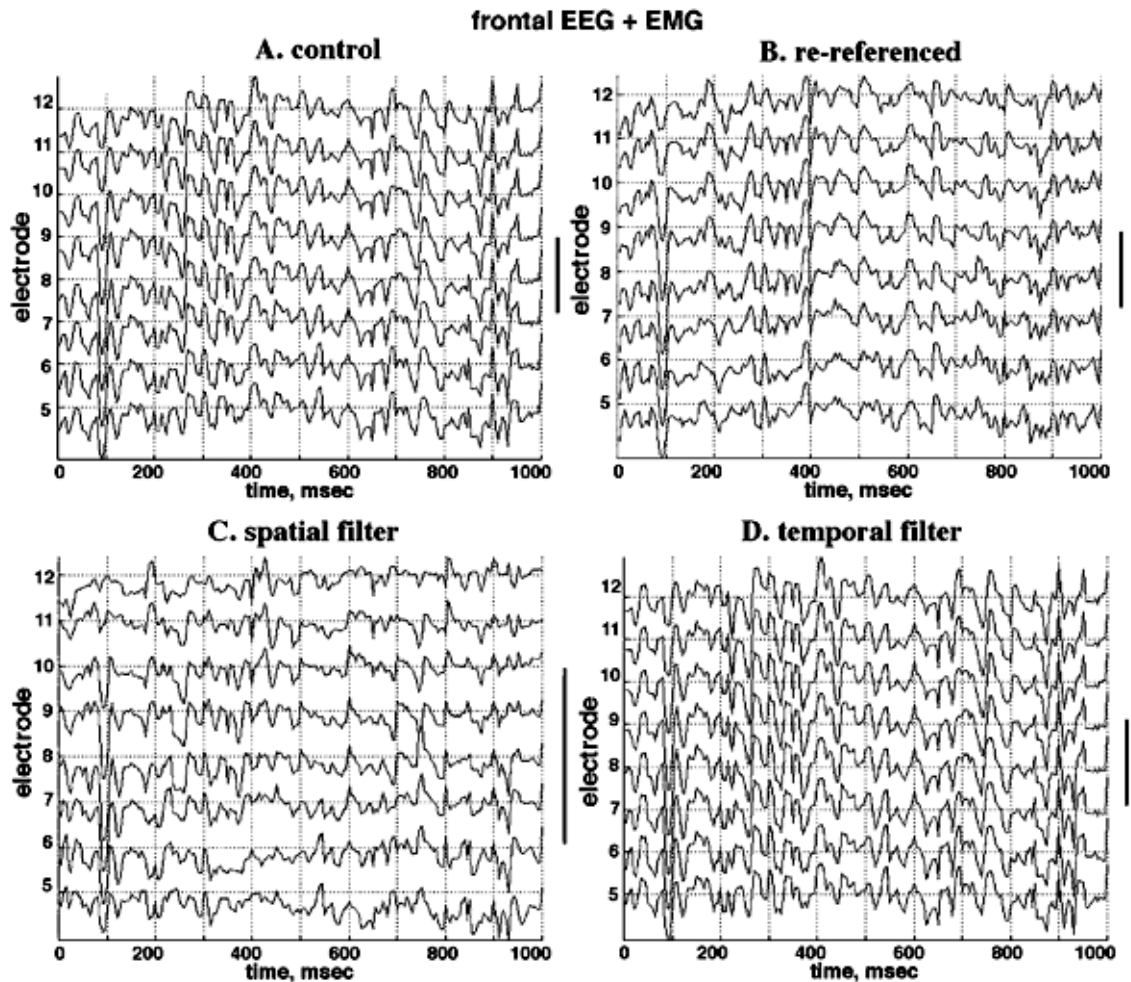 frontal EEG + EMG
A. control
B. re-referenced
electrode
12
11
10
9
8
7
6
5
0 200 400 600 800 1000
time, msec
electrode
12
11
10
9
8
7
6
5
0 200 400 600 800 1000
time, msec
C. spatial filter
D. temporal filter
electrode
12
11
10
9
8
7
6
5
0 200 400 600 800 1000
time, msec
electrode
12
11
10
9
8
7
6
5
0 200 400 600 800 1000
time, msec